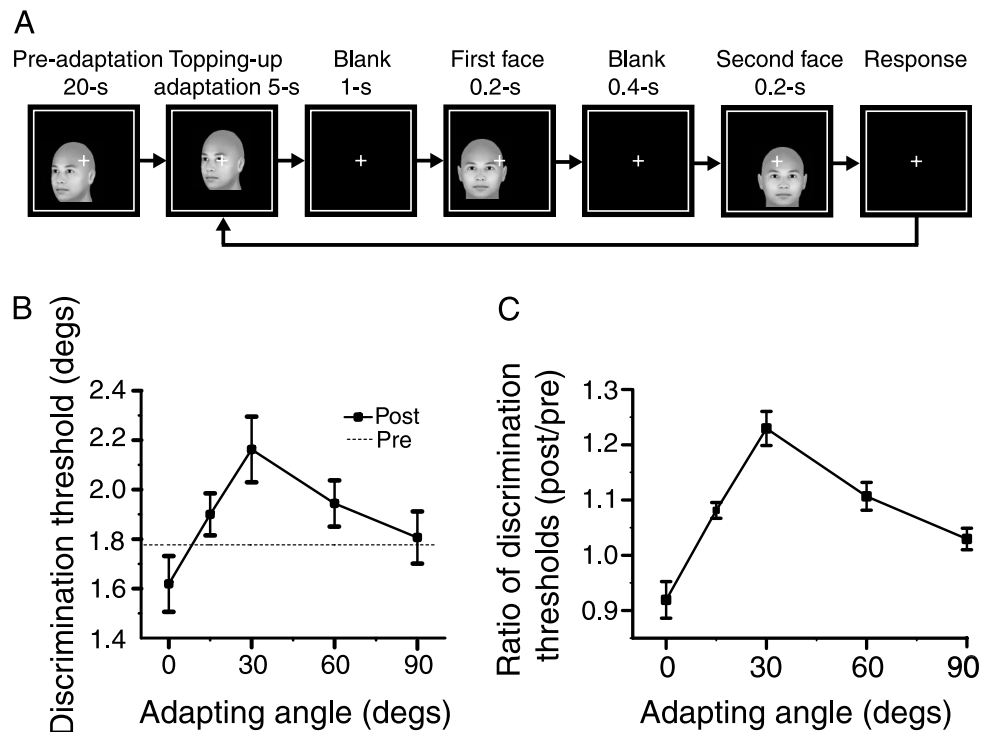 A
Pre-adaptation Topping-up Blank First face Blank Second face Response
20-s adaptation 5-s 1-s 0.2-s 0.4-s 0.2-s
B
Discrimination threshold (degs)
2.4
2.2
2.0
1.8
1.6
1.4
Post
Pre
0 30 60 90
Adapting angle (degs)
C
Ratio of discrimination
thresholds (post/pre)
1.3
1.2
1.1
1.0
0.9
0 30 60 90
Adapting angle (degs)